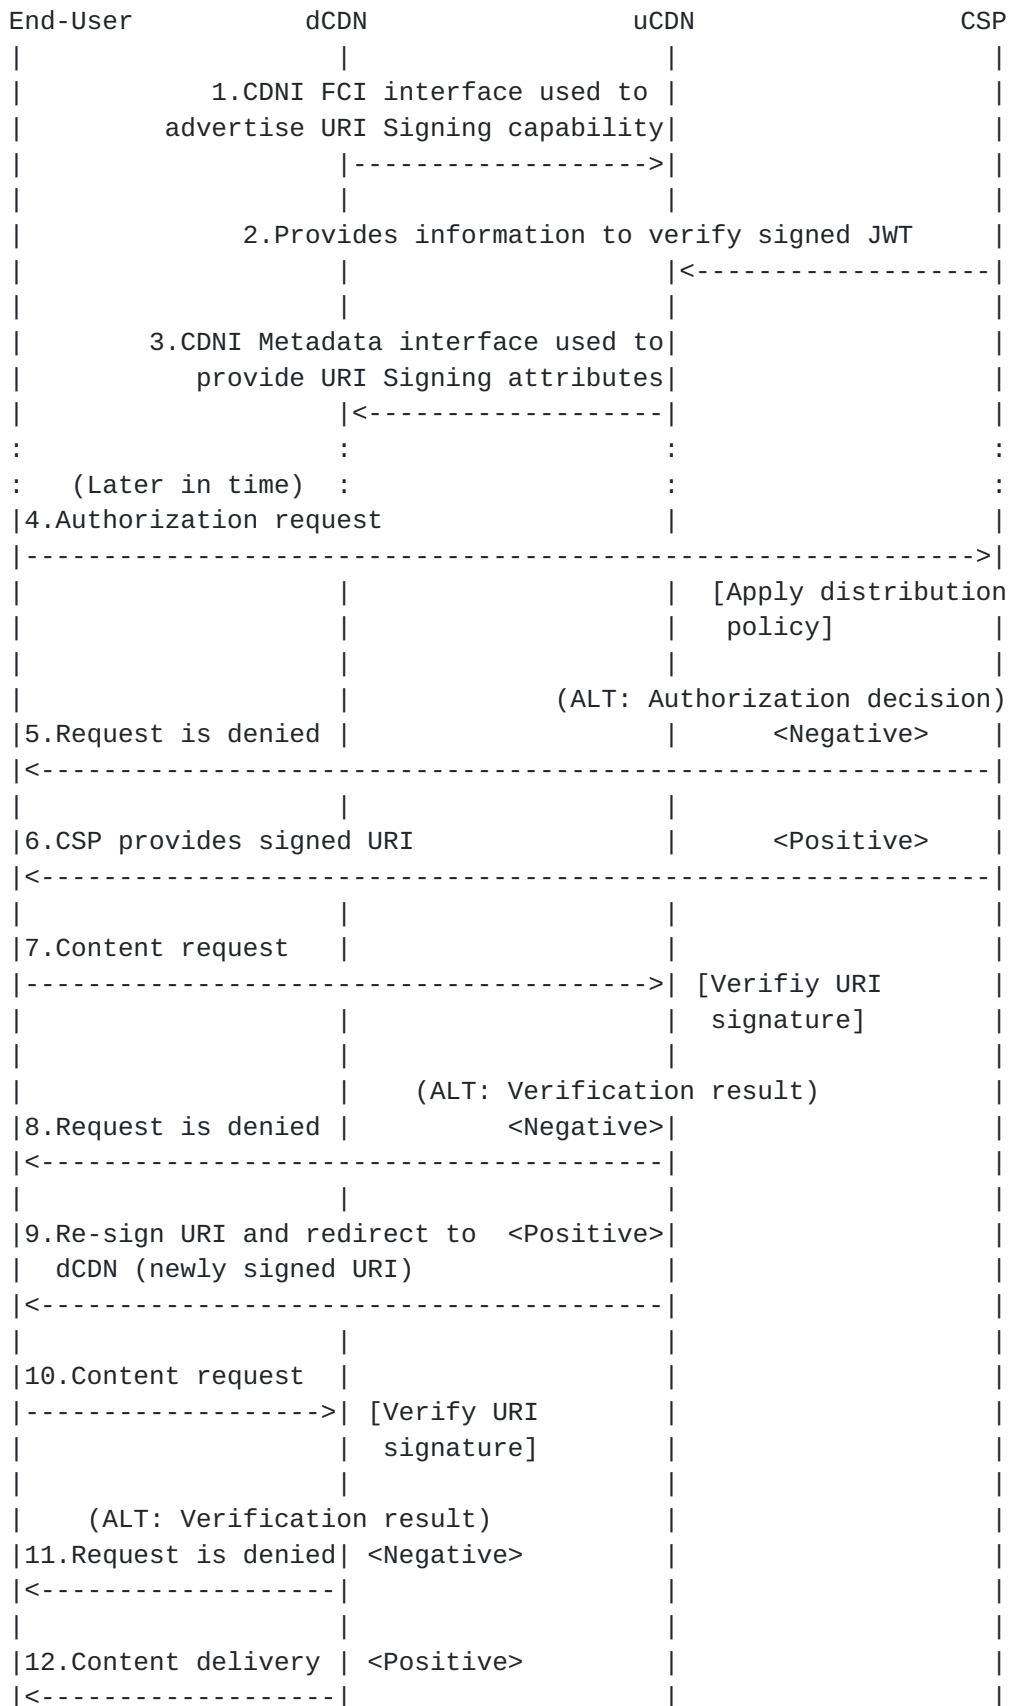 End-User           dCDN                 uCDN                 CSP
|                    |                    |                    |
|            1.CDNI FCI interface used to |                    |
|         advertise URI Signing capability|                    |
|                    |------------------->|                    |
|                    |                    |                    |
|              2.Provides information to verify signed JWT     |
|                    |                    |<-------------------|
|                    |                    |                    |
|        3.CDNI Metadata interface used to|                    |
|           provide URI Signing attributes|                    |
|                    |<-------------------|                    |
:                    :                    :                    :
:   (Later in time)  :                    :                    :
|4.Authorization request                  |                    |
|------------------------------------------------------------->|
|                    |                    |  [Apply distribution
|                    |                    |   policy]          |
|                    |                    |                    |
|                    |             (ALT: Authorization decision)
|5.Request is denied |                    |      <Negative>    |
|<-------------------------------------------------------------|
|                    |                    |                    |
|6.CSP provides signed URI                |      <Positive>    |
|<-------------------------------------------------------------|
|                    |                    |                    |
|7.Content request   |                    |                    |
|---------------------------------------->| [Verifiy URI       |
|                    |                    |  signature]        |
|                    |                    |                    |
|                    |    (ALT: Verification result)           |
|8.Request is denied |          <Negative>|                    |
|<----------------------------------------|                    |
|                    |                    |                    |
|9.Re-sign URI and redirect to  <Positive>|                    |
|  dCDN (newly signed URI)                |                    |
|<----------------------------------------|                    |
|                    |                    |                    |
|10.Content request  |                    |                    |
|------------------->| [Verify URI        |                    |
|                    |  signature]        |                    |
|                    |                    |                    |
|    (ALT: Verification result)           |                    |
|11.Request is denied| <Negative>         |                    |
|<-------------------|                    |                    |
|                    |                    |                    |
|12.Content delivery | <Positive>         |                    |
|<-------------------|                    |                    |